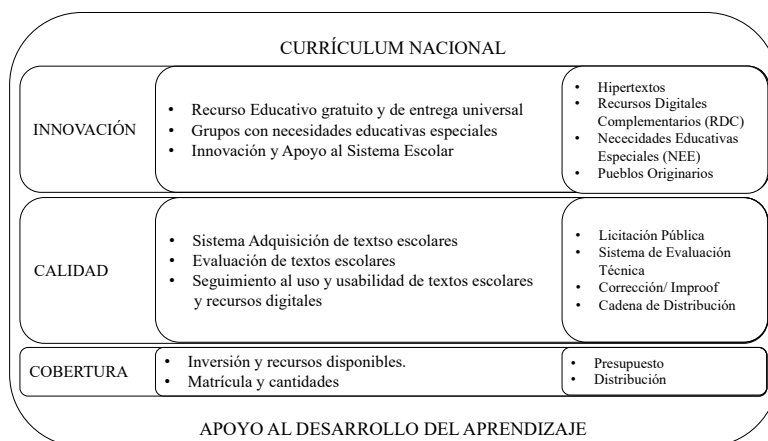 CURRÍCULUM NACIONAL
INNOVACIÓN
• Recurso Educativo gratuito y de entrega universal
• Grupos con necesidades educativas especiales
• Innovación y Apoyo al Sistema Escolar
• Hipertextos
• Recursos Digitales
Complementarios (RDC)
• Nececidades Educativas
Especiales (NEE)
• Pueblos Originarios
CALIDAD
• Sistema Adquisición de textso escolares
• Evaluación de textos escolares
• Seguimiento al uso y usabilidad de textos escolares
y recursos digitales
• Licitación Pública
• Sistema de Evaluación
Técnica
• Corrección/ Improof
• Cadena de Distribución
COBERTURA
• Inversión y recursos disponibles.
• Matrícula y cantidades
• Presupuesto
• Distribución
APOYO AL DESARROLLO DEL APRENDIZAJE